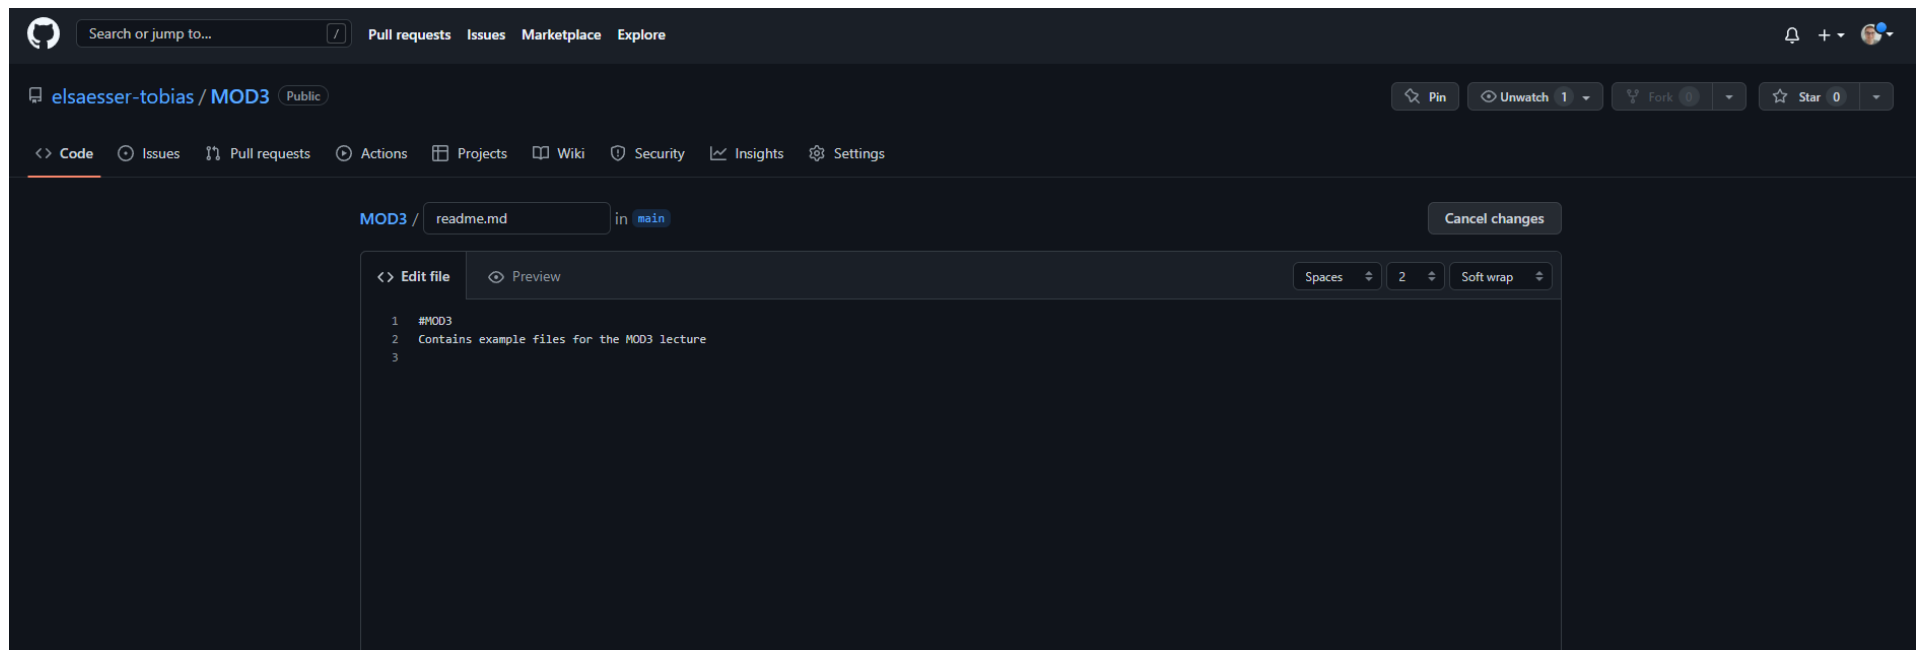 Search or jump to... / Pull requests Issues Marketplace Explore
elsaesser-tobias / MOD3 Public Pin Unwatch 1 Fork 0 Star 0
Code Issues Pull requests Actions Projects Wiki Security Insights Settings
MOD3 / readme.md in main Cancel changes
<> Edit file Preview Spaces 2 Soft wrap
1 #MOD3
2 Contains example files for the MOD3 lecture
3